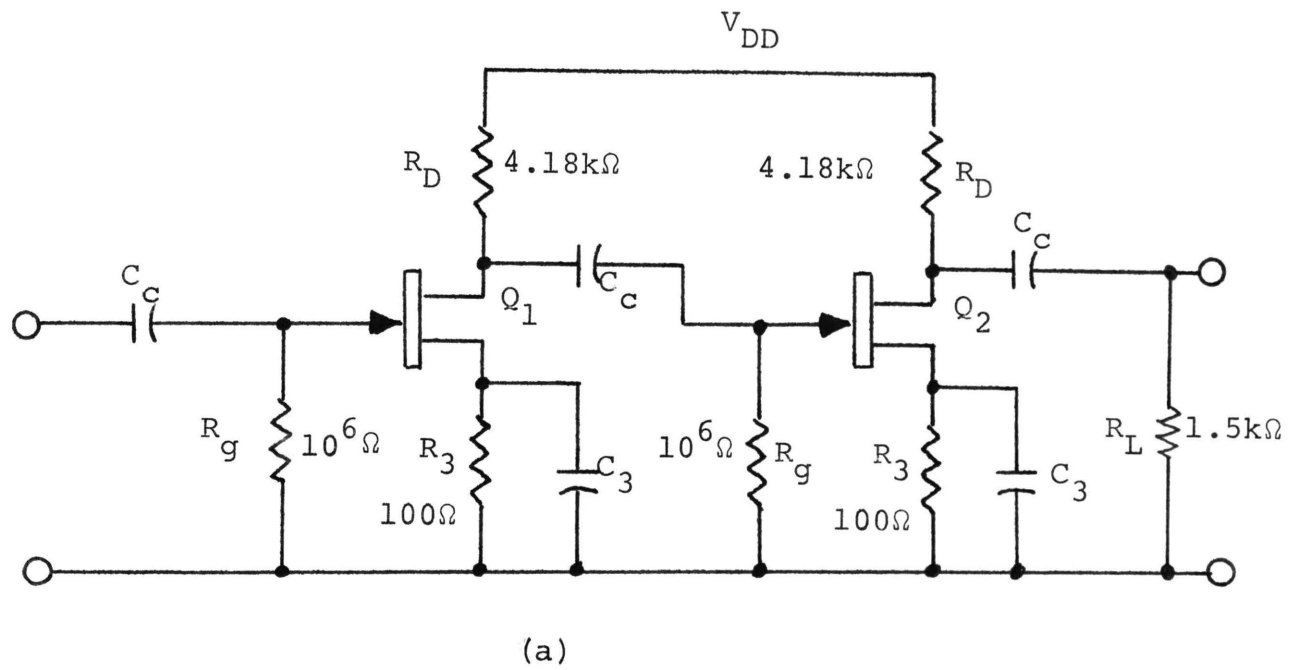 V_DD
R_D 4.18kΩ
4.18kΩ R_D
C_c
C_c
C_c
Q_1
Q_2
R_g 10^6Ω
R_3 100Ω
C_3
10^6Ω R_g
R_3 100Ω
C_3
R_L 1.5kΩ
(a)